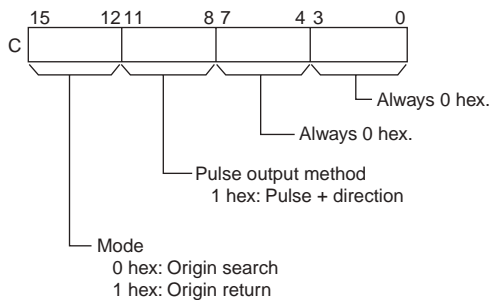 15 12 11 8 7 4 3 0
C
Always 0 hex.
Always 0 hex.
Pulse output method
1 hex: Pulse + direction
Mode
0 hex: Origin search
1 hex: Origin return